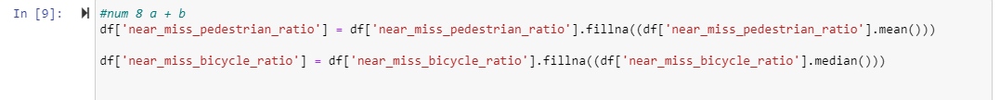 In [9]:
#num 8 a + b
df['near_miss_pedestrian_ratio'] = df['near_miss_pedestrian_ratio'].fillna((df['near_miss_pedestrian_ratio'].mean()))
df['near_miss_bicycle_ratio'] = df['near_miss_bicycle_ratio'].fillna((df['near_miss_bicycle_ratio'].median()))